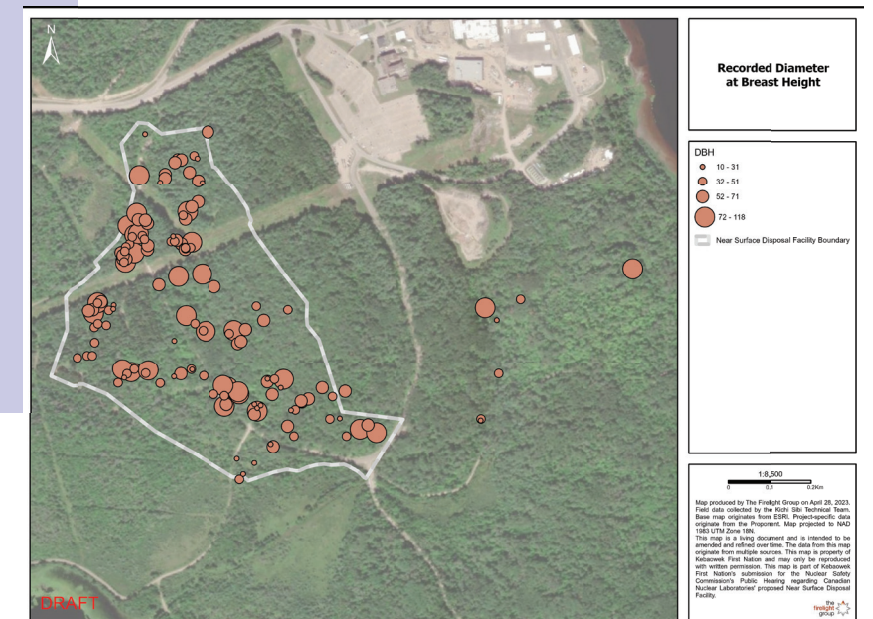 N
Recorded Diameter
at Breast Height
DBH
10 - 31
32 - 51
52 - 71
72 - 118
Near Surface Disposal Facility Boundary
1:8,500
0 0.1 0.2Km
Map produced by The Firelight Group on April 28, 2023.
Field data collected by the Kichi Sibi Technical Team.
Base map originates from ESRI. Project-specific data
originate from the Proponent. Map projected to NAD
1983 UTM Zone 18N.
This map is a living document and is intended to be
amended and refined over time. The data from this map
originate from multiple sources. This map is property of
Kebaowek First Nation and may only be reproduced
with written permission. This map is part of Kebaowek
First Nation's submission for the Nuclear Safety
Commission's Public Hearing regarding Canadian
Nuclear Laboratories' proposed Near Surface Disposal
Facility.
the
firelight
group
DRAFT